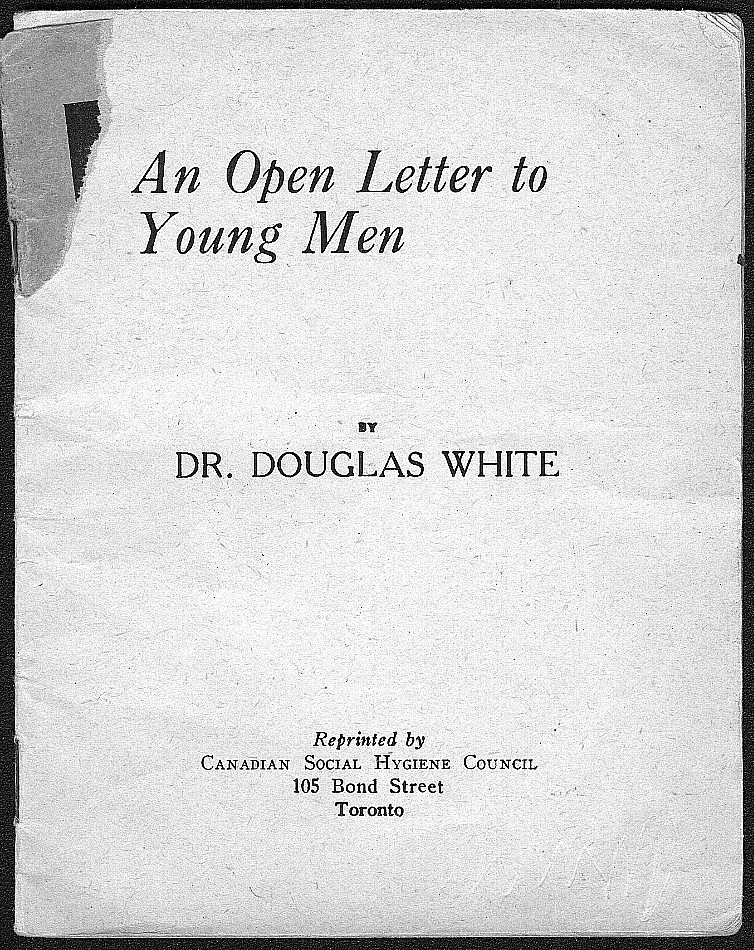 An Open Letter to
Young Men
BY
DR. DOUGLAS WHITE
Reprinted by
CANADIAN SOCIAL HYGIENE COUNCIL
105 Bond Street
Toronto